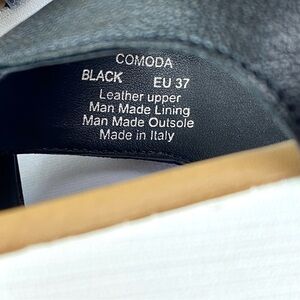 COMODA
BLACK EU 37
Leather upper
Man Made Lining
Man Made Outsole
Made in Italy